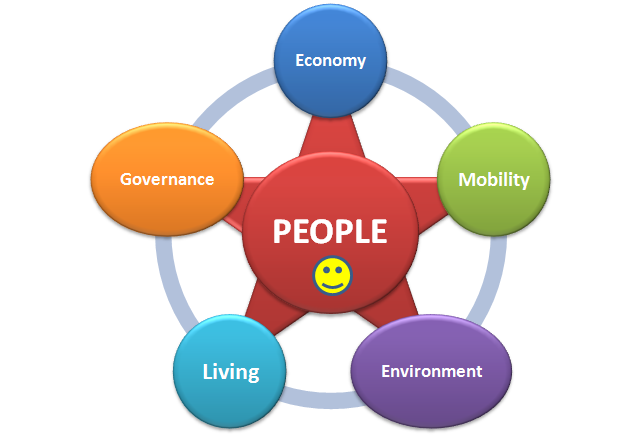 Economy
Governance
Mobility
PEOPLE
Living
Environment